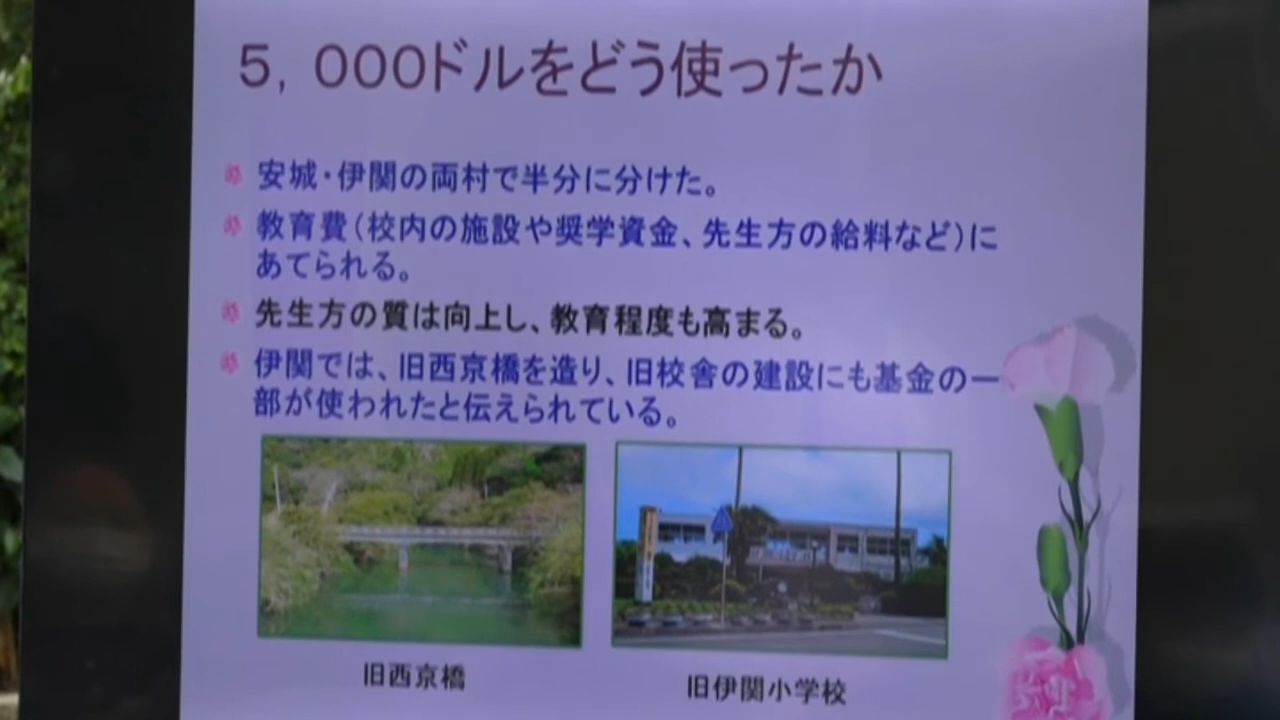 5，000ドルをどう使ったか
安城・伊関の両村で半分に分けた。
教育費（校内の施設や奨学資金、先生方の給料など）に
あてられる。
先生方の質は向上し、教育程度も高まる。
伊関では、旧西京橋を造り、旧校舎の建設にも基金の一
部が使われたと伝えられている。
旧西京橋
旧伊関小学校